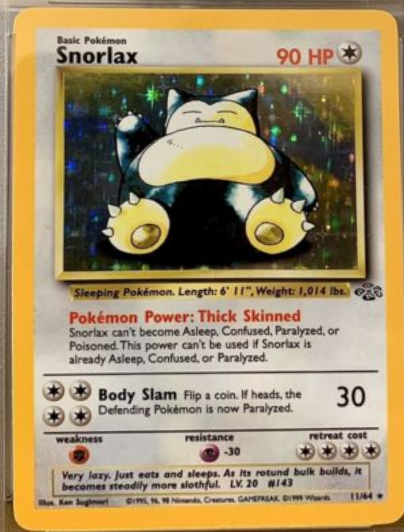 Basic Pokémon
Snorlax 90 HP
Sleeping Pokémon. Length: 6' 11", Weight: 1,014 lbs.
Pokémon Power: Thick Skinned
Snorlax can't become Asleep, Confused, Paralyzed, or
Poisoned. This power can't be used if Snorlax is
already Asleep, Confused, or Paralyzed.
Body Slam Flip a coin. If heads, the
Defending Pokémon is now Paralyzed.
30
weakness resistance retreat cost
-30
Very lazy. Just eats and sleeps. As its rotund bulk builds, it
becomes steadily more slothful. LV. 20 #143
Illus. Ken Sugimori ©1995, 96, 98 Nintendo, Creatures, GAMEFREAK. ©1999 Wizards. 11/64 ★